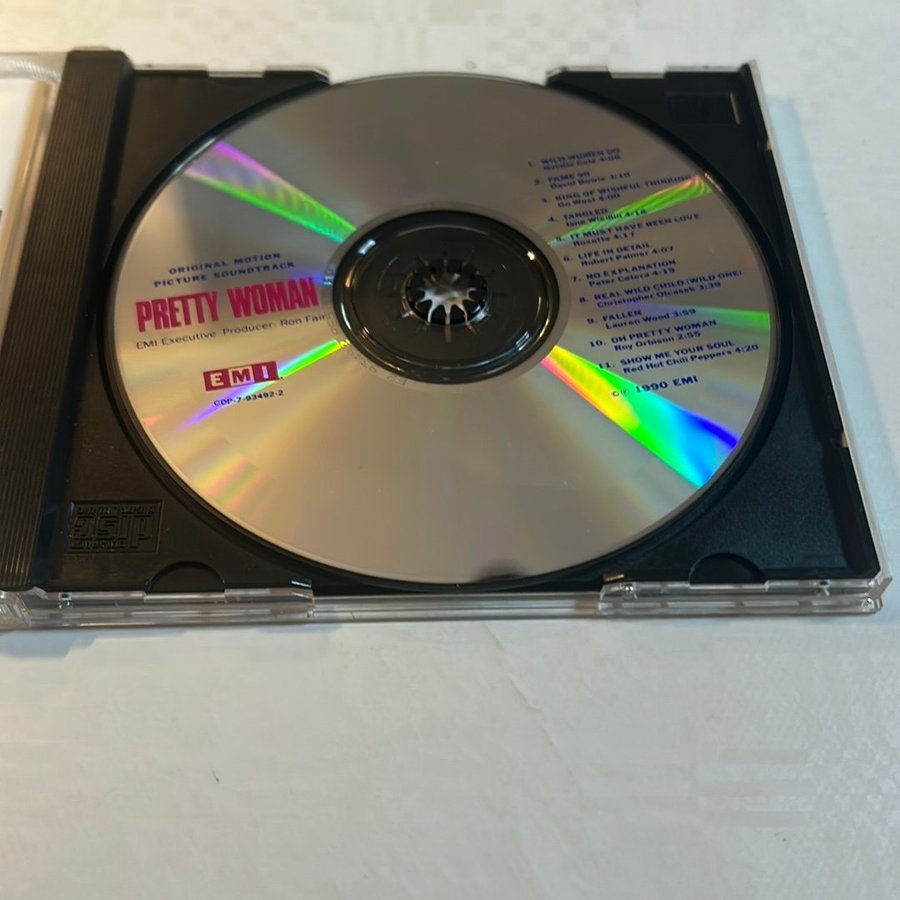 ORIGINAL MOTION
PICTURE SOUNDTRACK
PRETTY WOMAN
EMI Executive Producer: Ron Fair
EMI
CDP-7-93492-2
1. WILD WOMEN DO
Natalie Cole 4:06
2. FAME 90
David Bowie 3:10
3. KING OF WISHFUL THINKING
Go West 4:00
4. TANGLED
Jane Wiedlin 4:18
5. IT MUST HAVE BEEN LOVE
Roxette 4:17
6. LIFE IN DETAIL
Robert Palmer 4:07
7. NO EXPLANATION
Peter Cetera 4:19
8. REAL WILD CHILD (WILD ONE)
Christopher Otcasek 3:39
9. FALLEN
Lauren Wood 3:59
10. OH PRETTY WOMAN
Roy Orbison 2:55
11. SHOW ME YOUR SOUL
Red Hot Chili Peppers 4:20
©℗ 1990 EMI